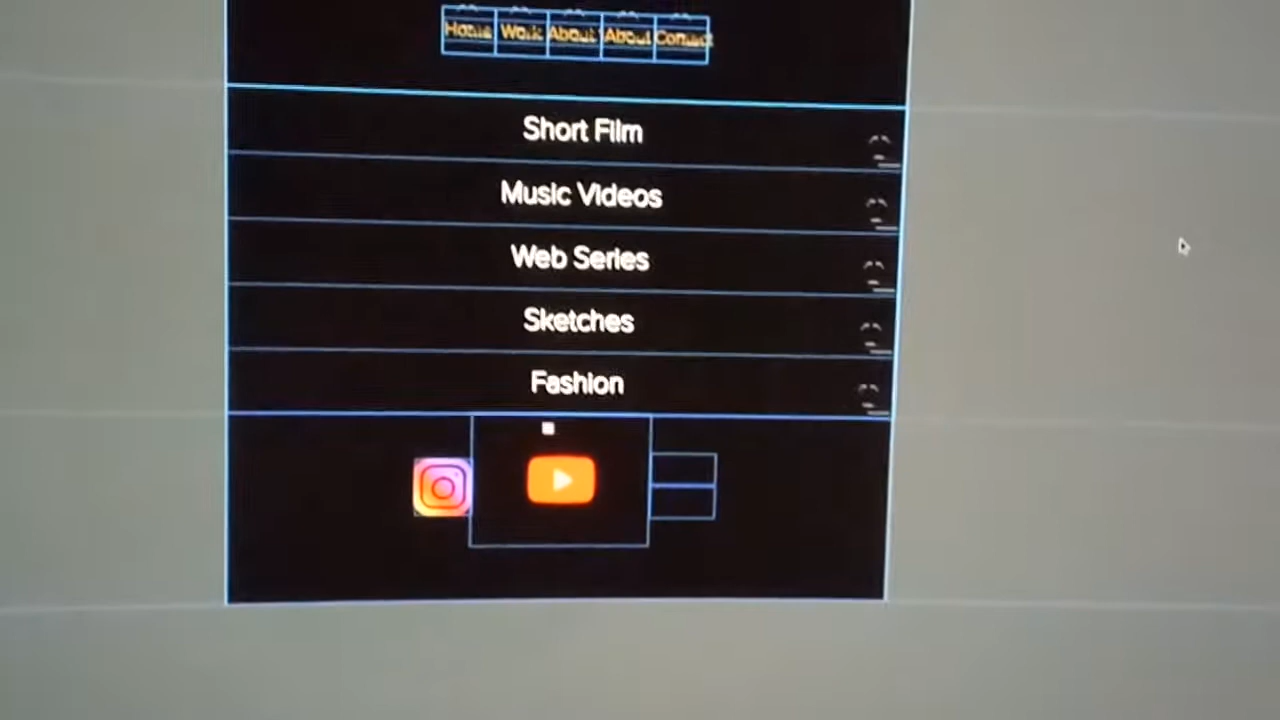 Home Work About About Contact
Short Film
Music Videos
Web Series
Sketches
Fashion